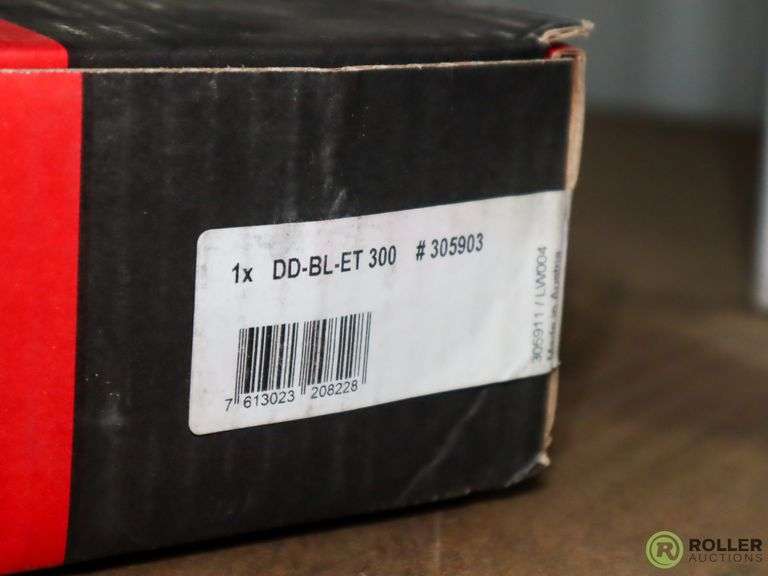 1x DD-BL-ET 300 # 305903
7 613023 208228
305911 / LW004
Made in Austria
R ROLLER
AUCTIONS